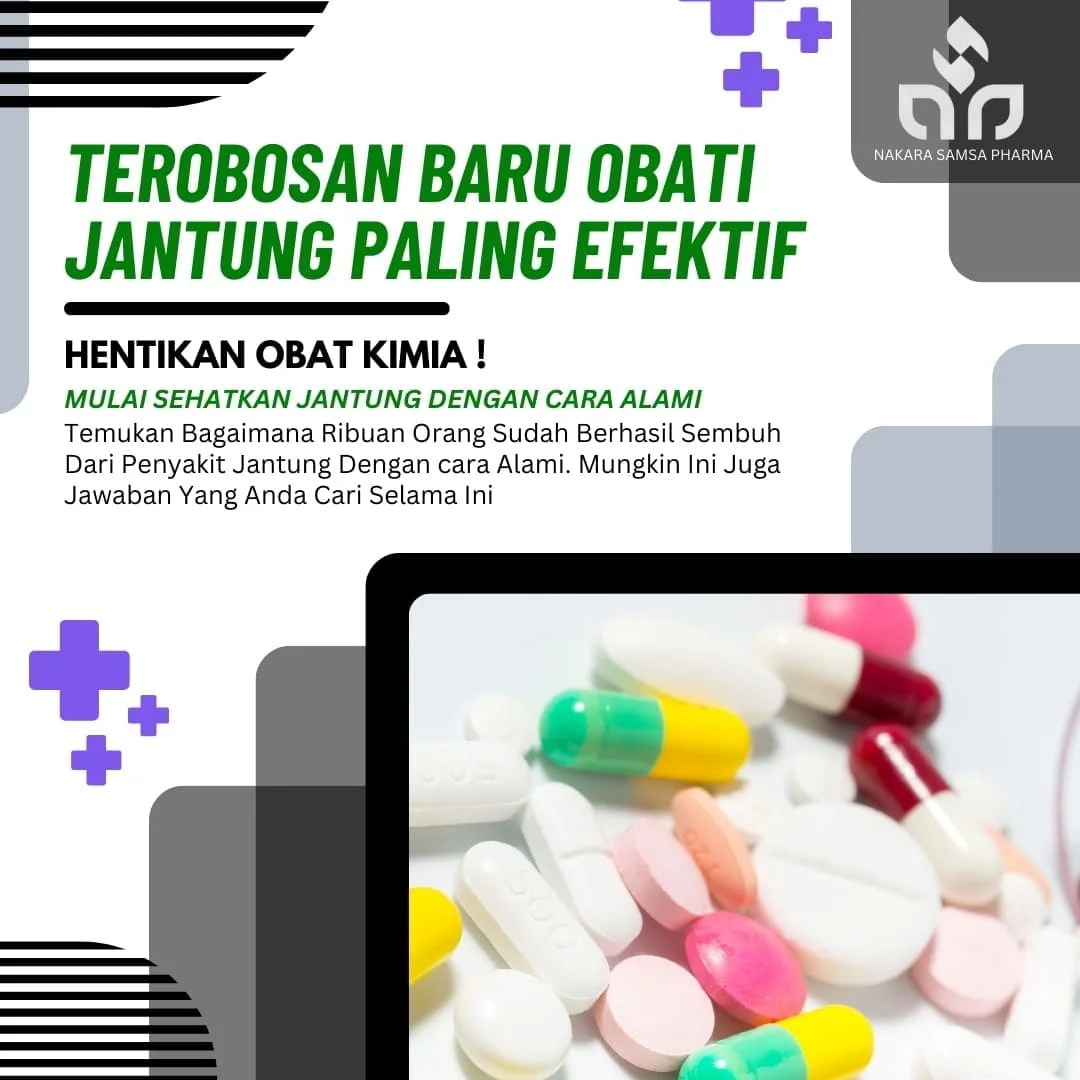 NAKARA SAMSA PHARMA
TEROBOSAN BARU OBATI
JANTUNG PALING EFEKTIF
HENTIKAN OBAT KIMIA !
MULAI SEHATKAN JANTUNG DENGAN CARA ALAMI
Temukan Bagaimana Ribuan Orang Sudah Berhasil Sembuh
Dari Penyakit Jantung Dengan cara Alami. Mungkin Ini Juga
Jawaban Yang Anda Cari Selama Ini
500